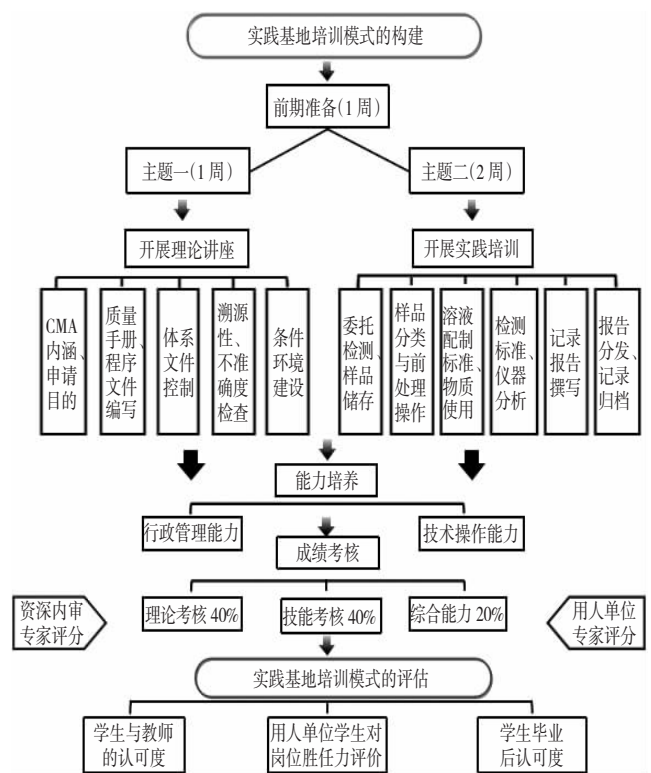 实践基地培训模式的构建
前期准备(1周)
主题一(1周)
主题二(2周)
开展理论讲座
开展实践培训
CMA
内涵、
申请
目的
质量
手册、
程序
文件
编写
体系
文件
控制
溯源
性、
不准
确度
检查
条件
环境
建设
委托
检测、
样品
储存
样品
分类
与前
处理
操作
溶液
配制
标准、
物质
使用
检测
标准、
仪器
分析
记录
报告
撰写
报告
分发、
记录
归档
能力培养
行政管理能力
技术操作能力
成绩考核
资深内审
专家评分
理论考核40%
技能考核40%
综合能力20%
用人单位
专家评分
实践基地培训模式的评估
学生与教师
的认可度
用人单位学生对
岗位胜任力评价
学生毕业
后认可度